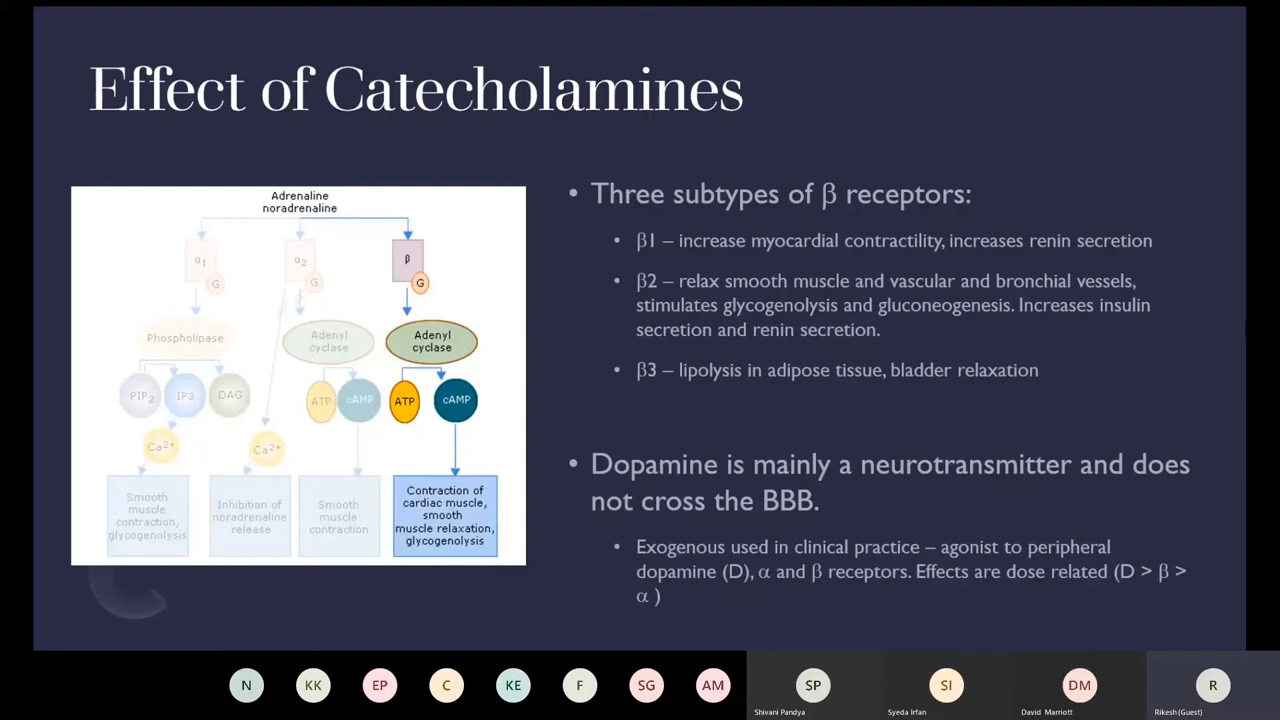 Effect of Catecholamines
Adrenaline
noradrenaline
α1
G
α2
G
β
G
Phospholipase
Adenyl
cyclase
Adenyl
cyclase
PIP2
IP3
DAG
ATP
cAMP
ATP
cAMP
Ca2+
Ca2+
Smooth
muscle
contraction,
glycogenolysis
Inhibition of
noradrenaline
release
Smooth
muscle
contraction
Contraction of
cardiac muscle,
smooth
muscle relaxation,
glycogenolysis
• Three subtypes of β receptors:
• β1 – increase myocardial contractility, increases renin secretion
• β2 – relax smooth muscle and vascular and bronchial vessels,
stimulates glycogenolysis and gluconeogenesis. Increases insulin
secretion and renin secretion.
• β3 – lipolysis in adipose tissue, bladder relaxation
• Dopamine is mainly a neurotransmitter and does
not cross the BBB.
• Exogenous used in clinical practice – agonist to peripheral
dopamine (D), α and β receptors. Effects are dose related (D > β >
α )
N
KK
EP
C
KE
F
SG
AM
SP
Shivani Pandya
SI
Syeda Irfan
DM
David Marriott
R
Rikesh (Guest)